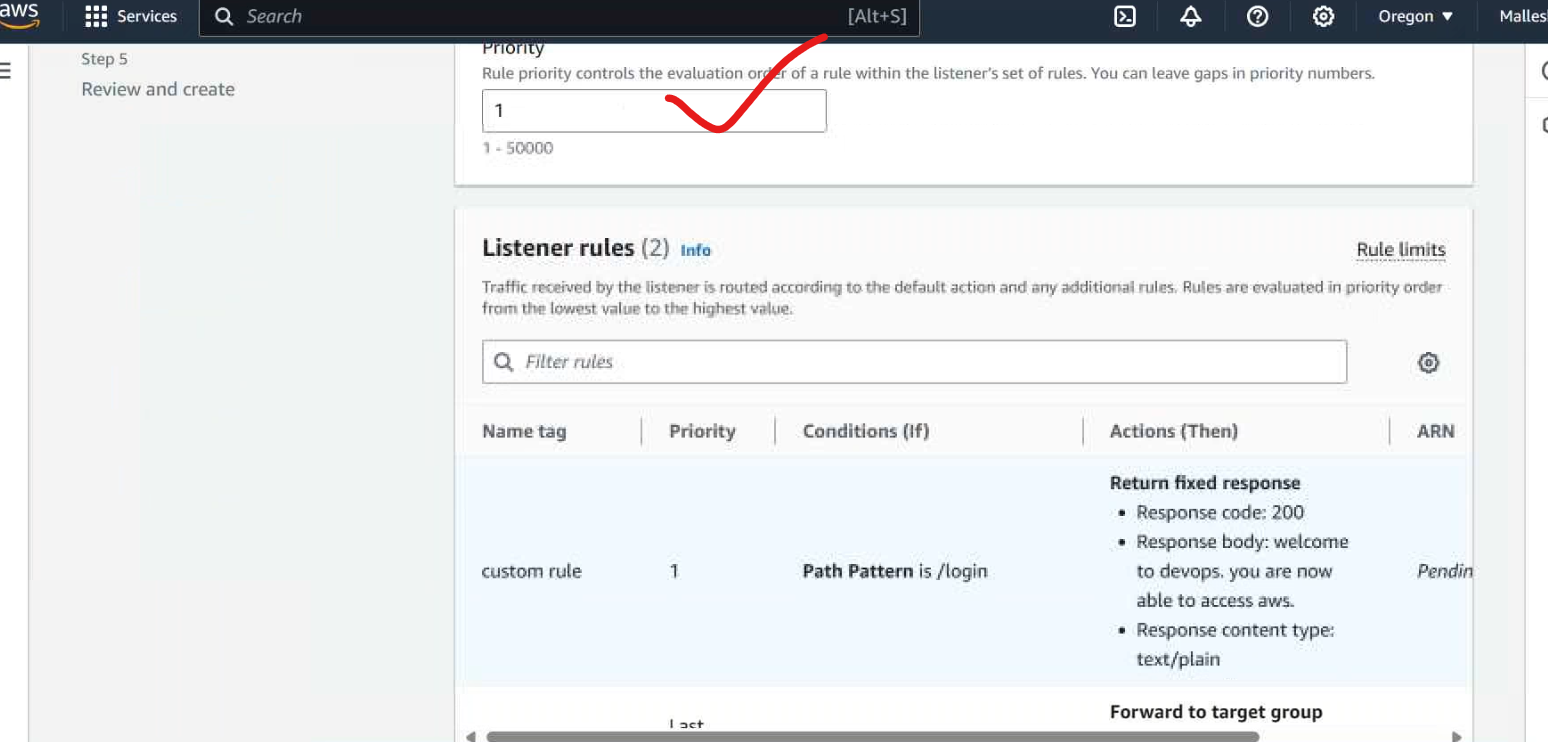 aws
Services
Search
[Alt+S]
Oregon
Step 5
Review and create
Priority
Rule priority controls the evaluation order of a rule within the listener's set of rules. You can leave gaps in priority numbers.
1
1 - 50000
Listener rules (2) Info
Rule limits
Traffic received by the listener is routed according to the default action and any additional rules. Rules are evaluated in priority order
from the lowest value to the highest value.
Filter rules
Name tag Priority Conditions (If) Actions (Then) ARN
custom rule 1 Path Pattern is /login
Return fixed response
• Response code: 200
• Response body: welcome
to devops. you are now
able to access aws.
• Response content type:
text/plain
Last
Forward to target group